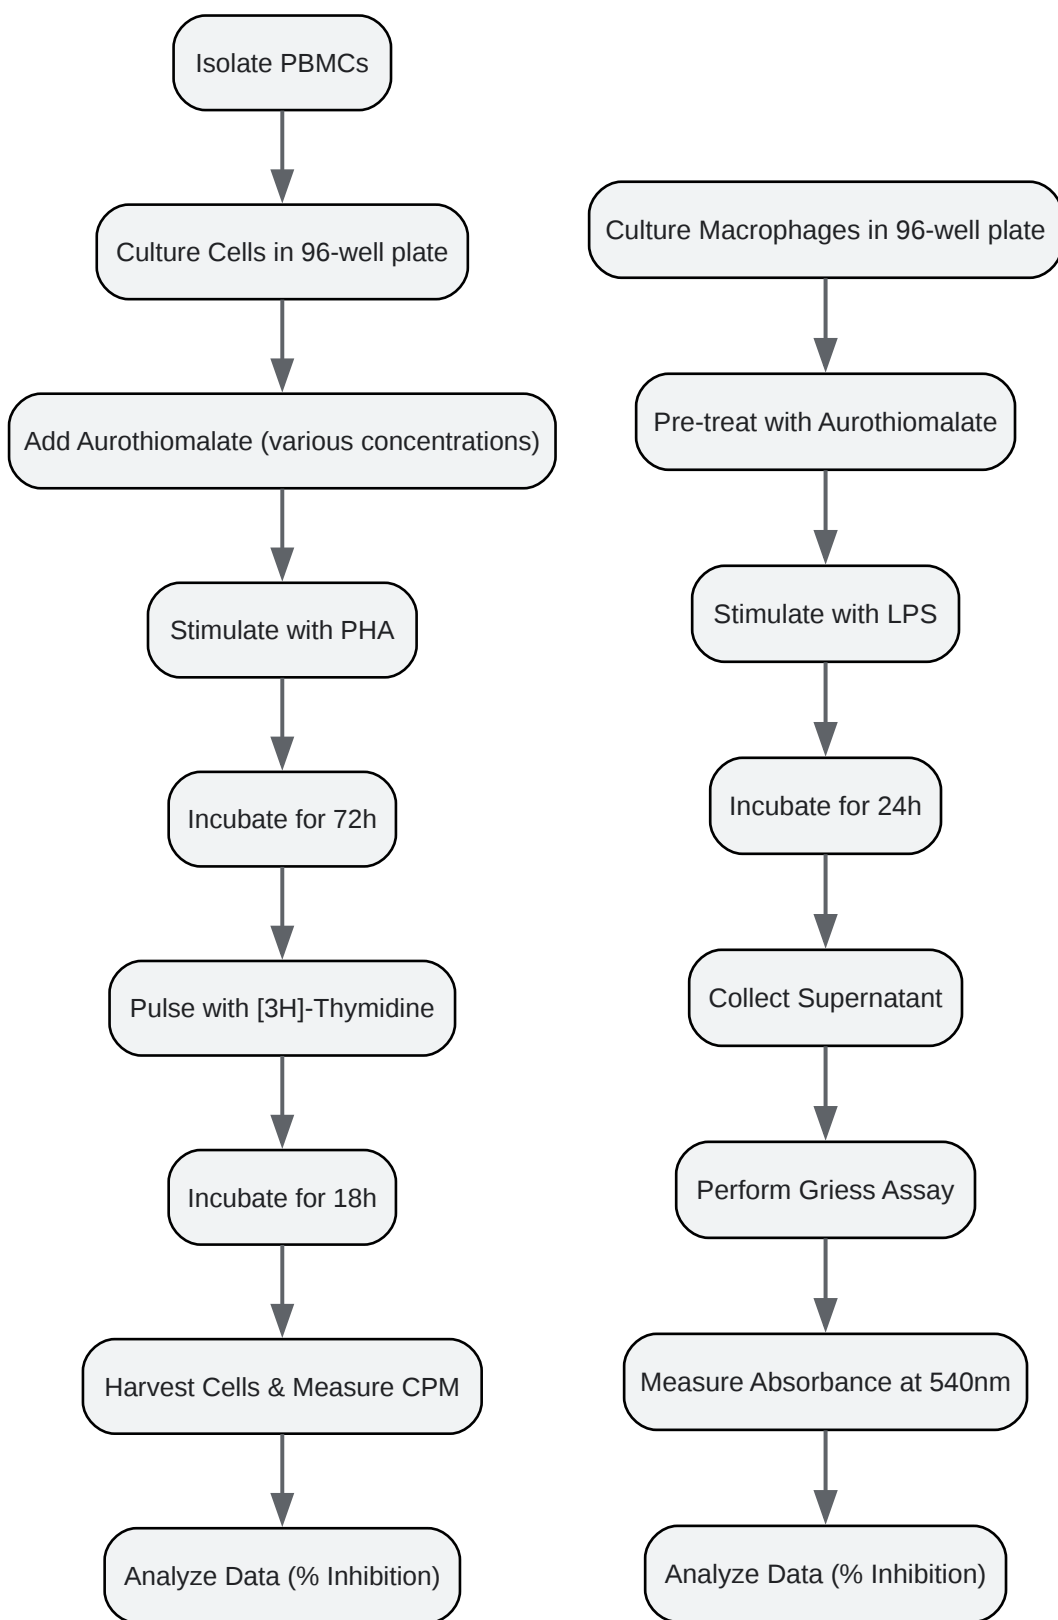 Isolate PBMCs
Culture Cells in 96-well plate
Add Aurothiomalate (various concentrations)
Stimulate with PHA
Incubate for 72h
Pulse with [3H]-Thymidine
Incubate for 18h
Harvest Cells & Measure CPM
Analyze Data (% Inhibition)
Culture Macrophages in 96-well plate
Pre-treat with Aurothiomalate
Stimulate with LPS
Incubate for 24h
Collect Supernatant
Perform Griess Assay
Measure Absorbance at 540nm
Analyze Data (% Inhibition)